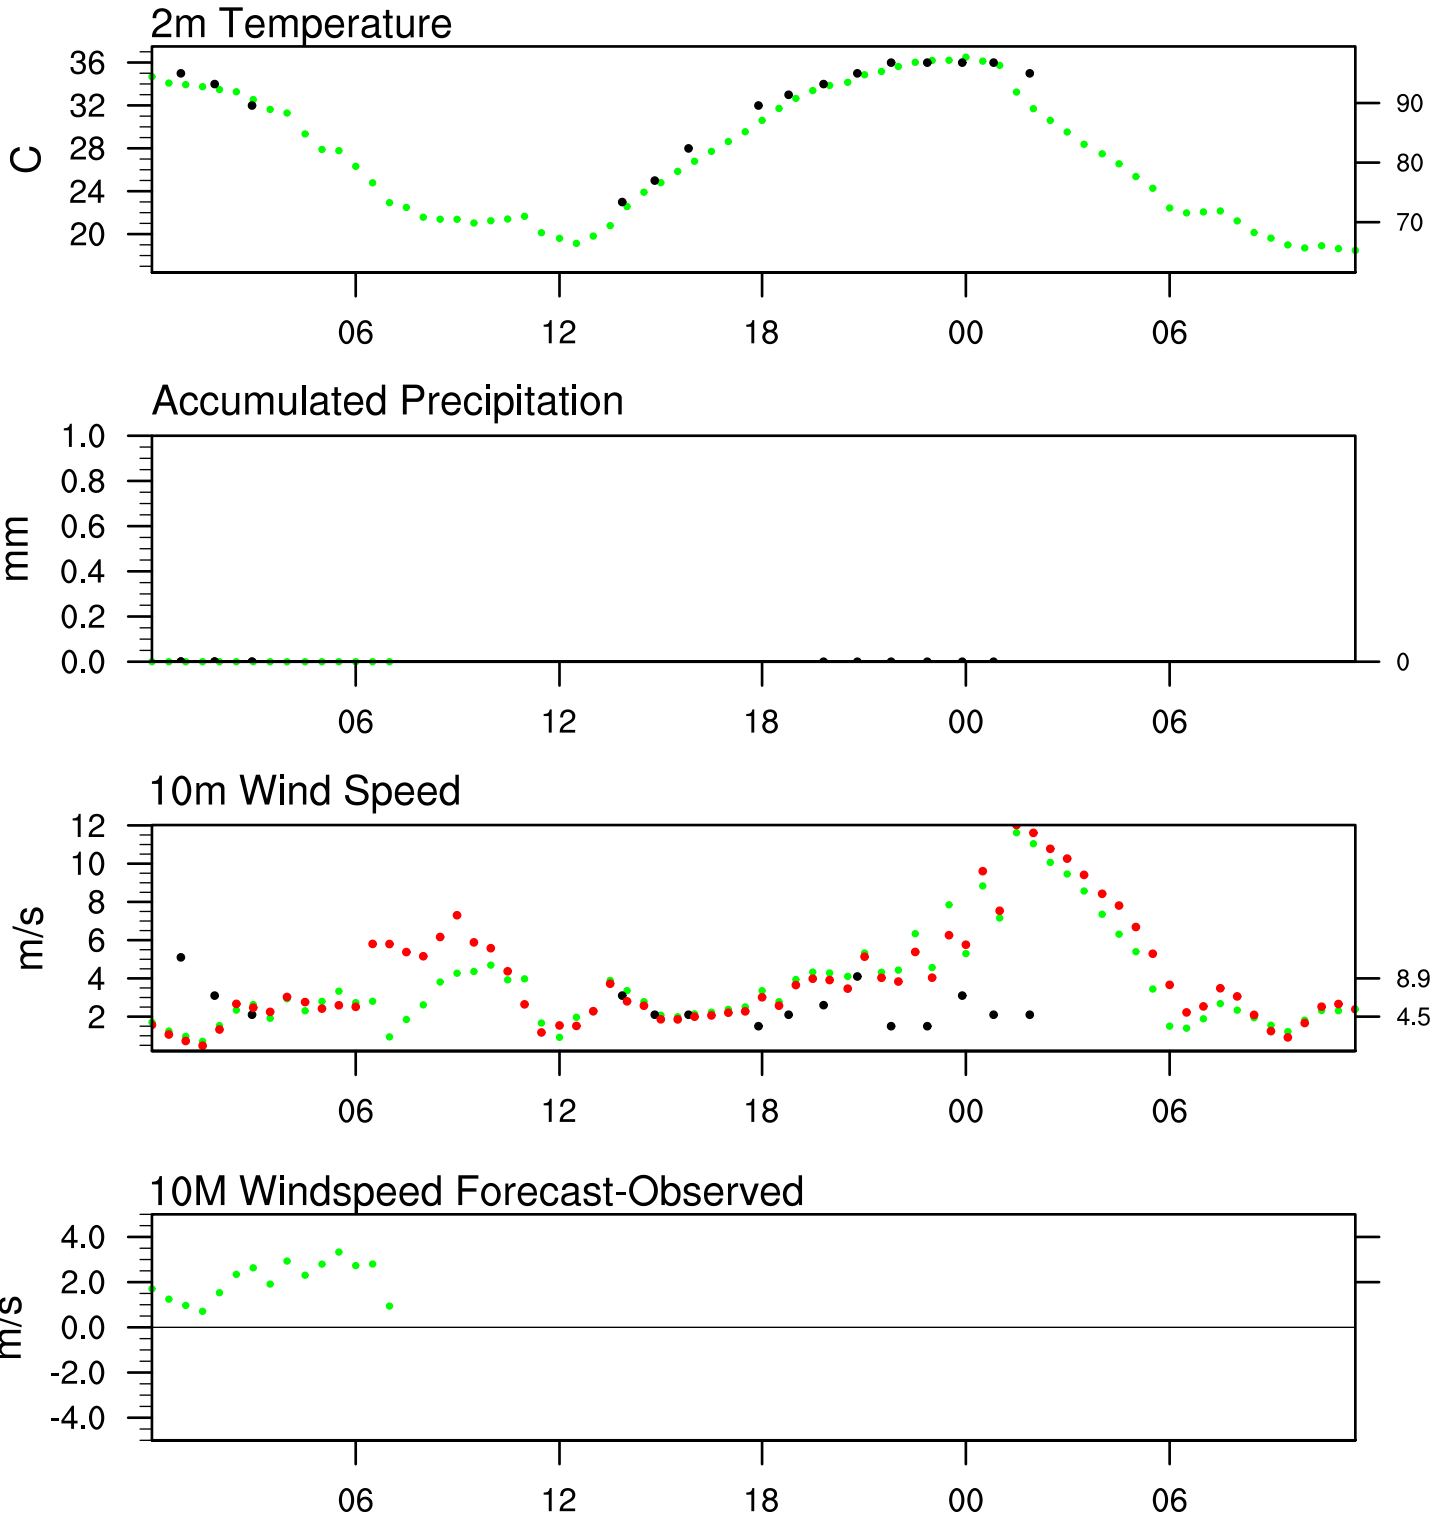 2m Temperature
36
32
28
24
20
C
90
80
70
06 12 18 00 06
Accumulated Precipitation
1.0
0.8
0.6
0.4
0.2
0.0
mm
0
06 12 18 00 06
10m Wind Speed
12
10
8
6
4
2
m/s
8.9
4.5
06 12 18 00 06
10M Windspeed Forecast-Observed
4.0
2.0
0.0
-2.0
-4.0
m/s
06 12 18 00 06